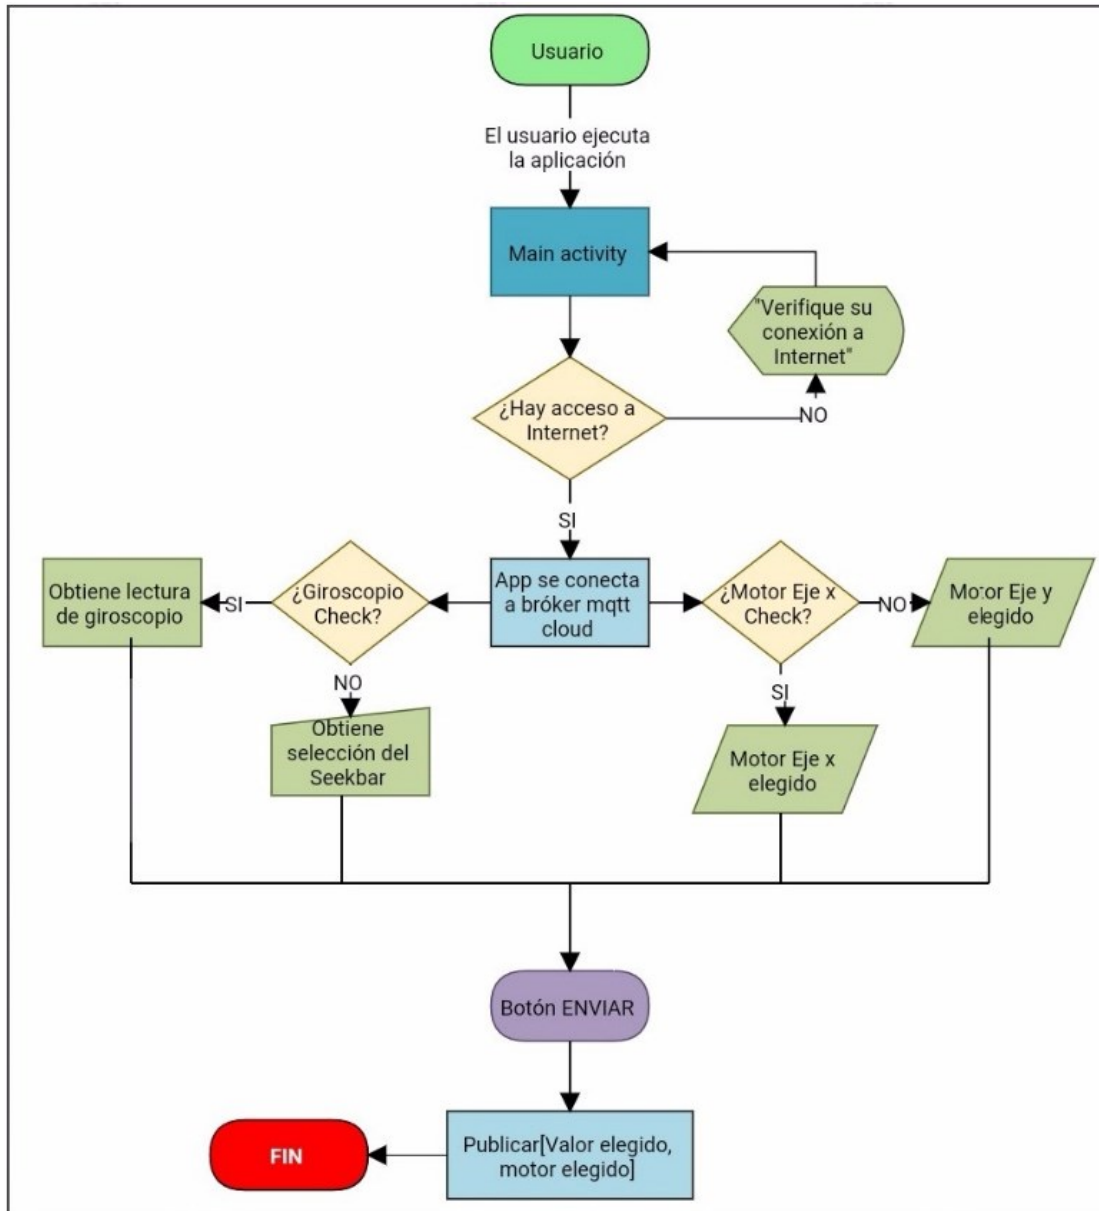 Usuario
El usuario ejecuta
la aplicación
Main activity
"Verifique su
conexión a
Internet"
¿Hay acceso a
Internet?
NO
SI
Obtiene lectura
de giroscopio
SI
¿Giroscopio
Check?
App se conecta
a bróker mqtt
cloud
¿Motor Eje x
Check?
NO
Motor Eje y
elegido
NO
SI
Obtiene
selección del
Seekbar
Motor Eje x
elegido
Botón ENVIAR
FIN
Publicar[Valor elegido,
motor elegido]